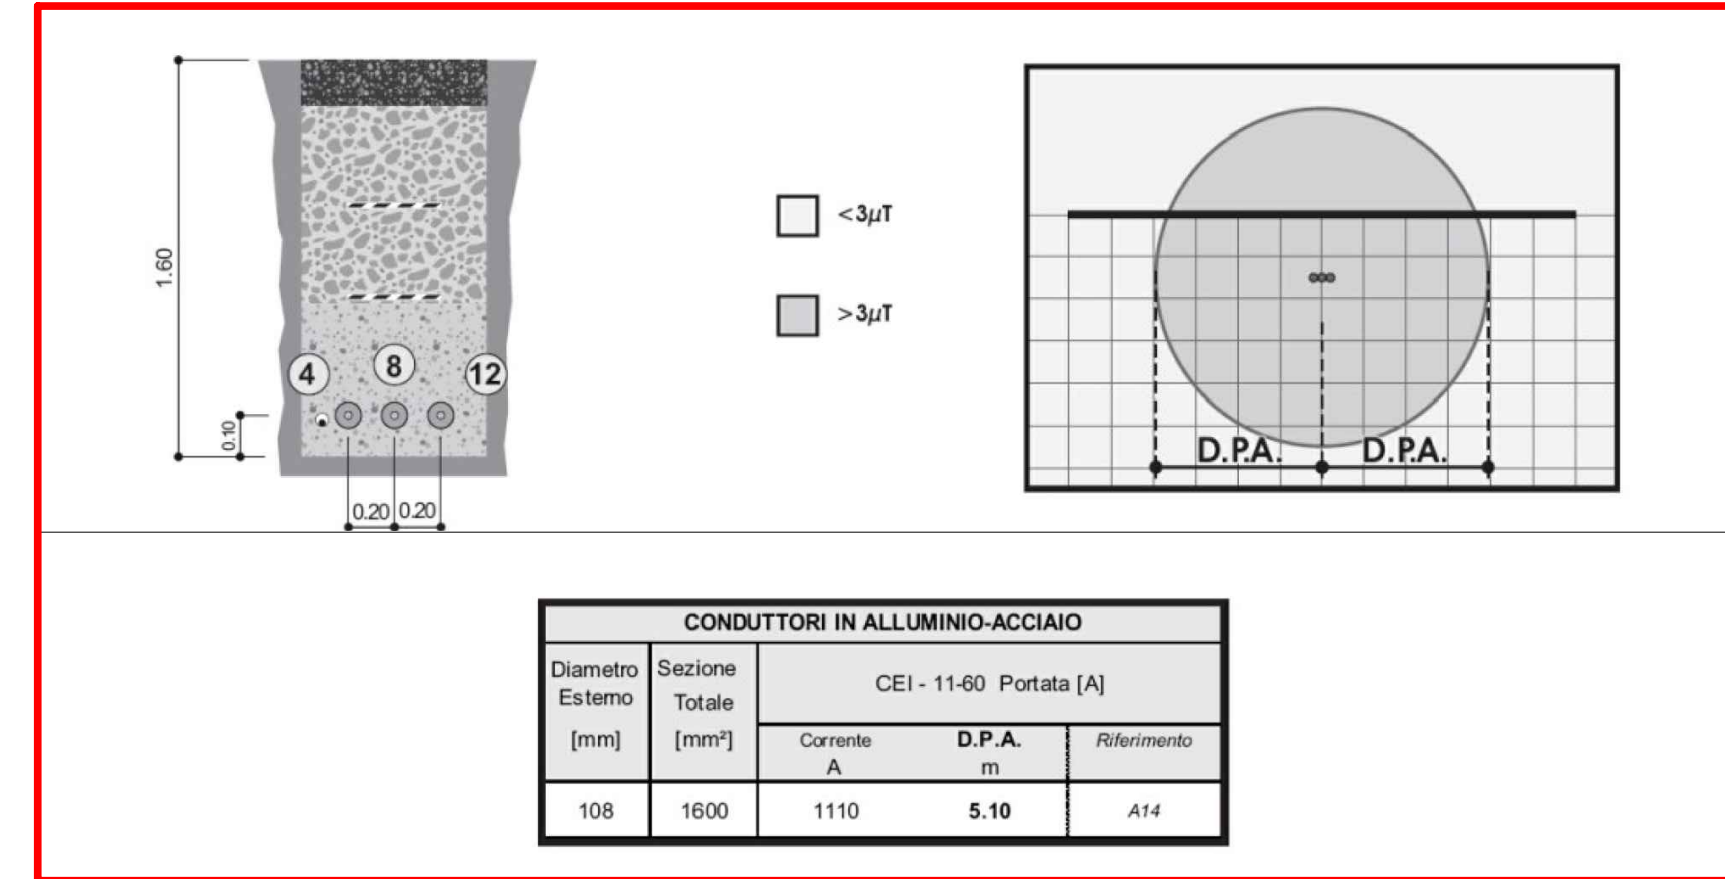 1.60
0.10
4
8
12
0.20
0.20
<3μT
>3μT
D.P.A.
D.P.A.
CONDUTTORI IN ALLUMINIO-ACCIAIO
Diametro Esterno [mm]
Sezione Totale [mm²]
CEI - 11-60 Portata [A]
Corrente A
D.P.A. m
Riferimento
108 1600 1110 5.10 A14